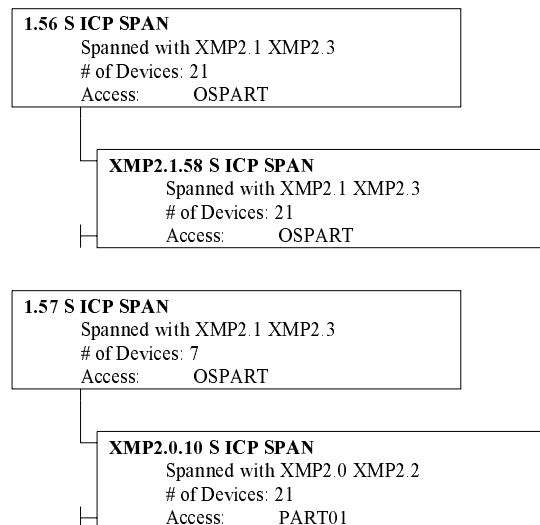 1.56 S ICP SPAN
Spanned with XMP2.1 XMP2.3
# of Devices: 21
Access: OSPART
XMP2.1.58 S ICP SPAN
Spanned with XMP2.1 XMP2.3
# of Devices: 21
Access: OSPART
1.57 S ICP SPAN
Spanned with XMP2.1 XMP2.3
# of Devices: 7
Access: OSPART
XMP2.0.10 S ICP SPAN
Spanned with XMP2.0 XMP2.2
# of Devices: 21
Access: PART01